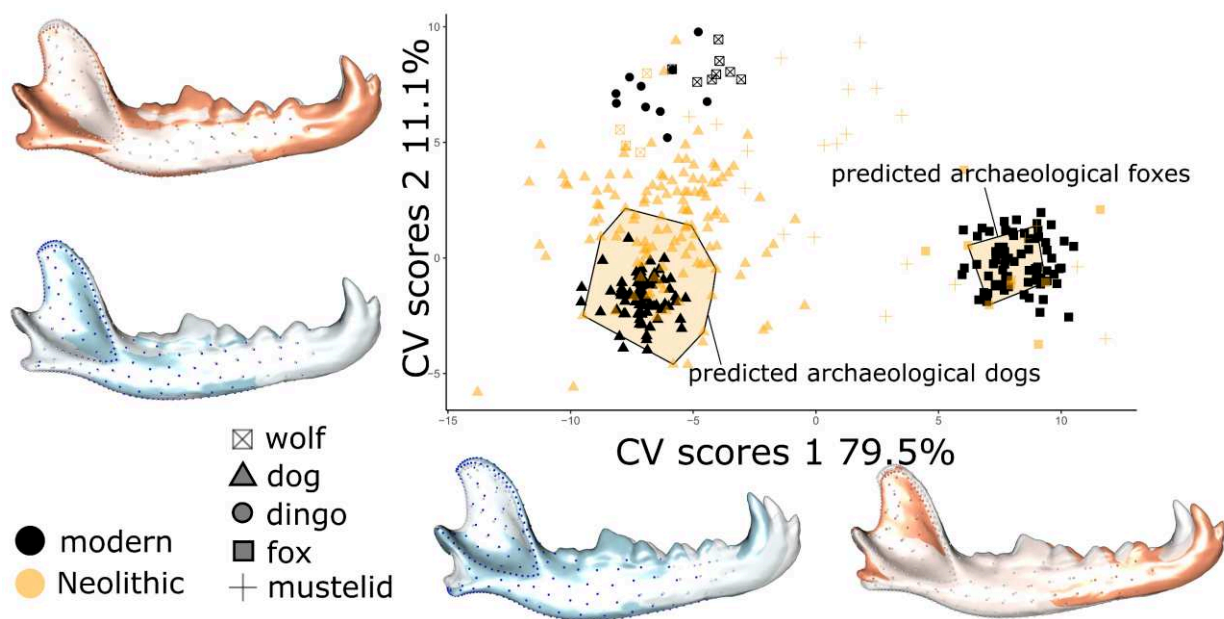 CV scores 2 11.1%
10
5
0
−5
predicted archaeological foxes
predicted archaeological dogs
−15
−10
−5
0
5
10
CV scores 1 79.5%
wolf
dog
dingo
fox
mustelid
modern
Neolithic